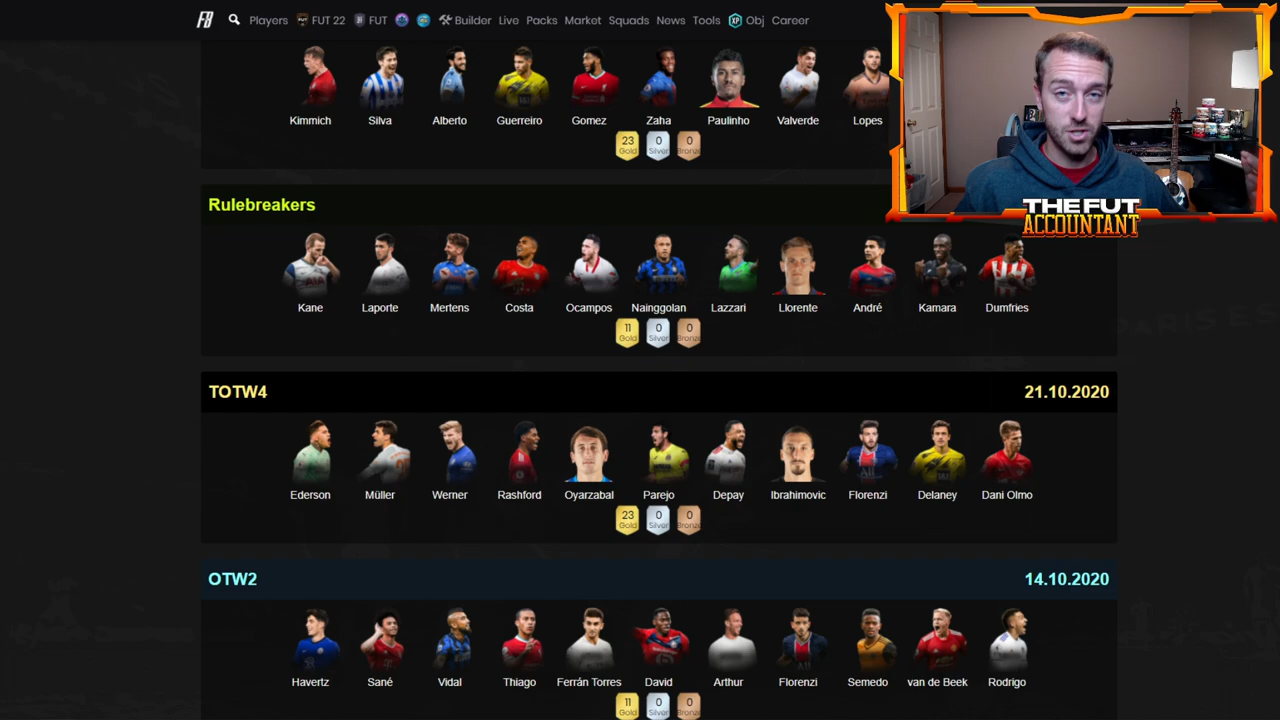 FB Players FUT 22 FUT Builder Live Packs Market Squads News Tools XP Obj Career
Kimmich Silva Alberto Guerreiro Gomez Zaha Paulinho Valverde Lopes
23 0 0
Gold Silver Bronze
THE FUT
ACCOUNTANT
Rulebreakers
Kane Laporte Mertens Costa Ocampos Nainggolan Lazzari Llorente André Kamara Dumfries
11 0 0
Gold Silver Bronze
TOTW4 21.10.2020
Ederson Müller Werner Rashford Oyarzabal Parejo Depay Ibrahimovic Florenzi Delaney Dani Olmo
23 0 0
Gold Silver Bronze
OTW2 14.10.2020
Havertz Sané Vidal Thiago Ferrán Torres David Arthur Florenzi Semedo van de Beek Rodrigo
11 0 0
Gold Silver Bronze